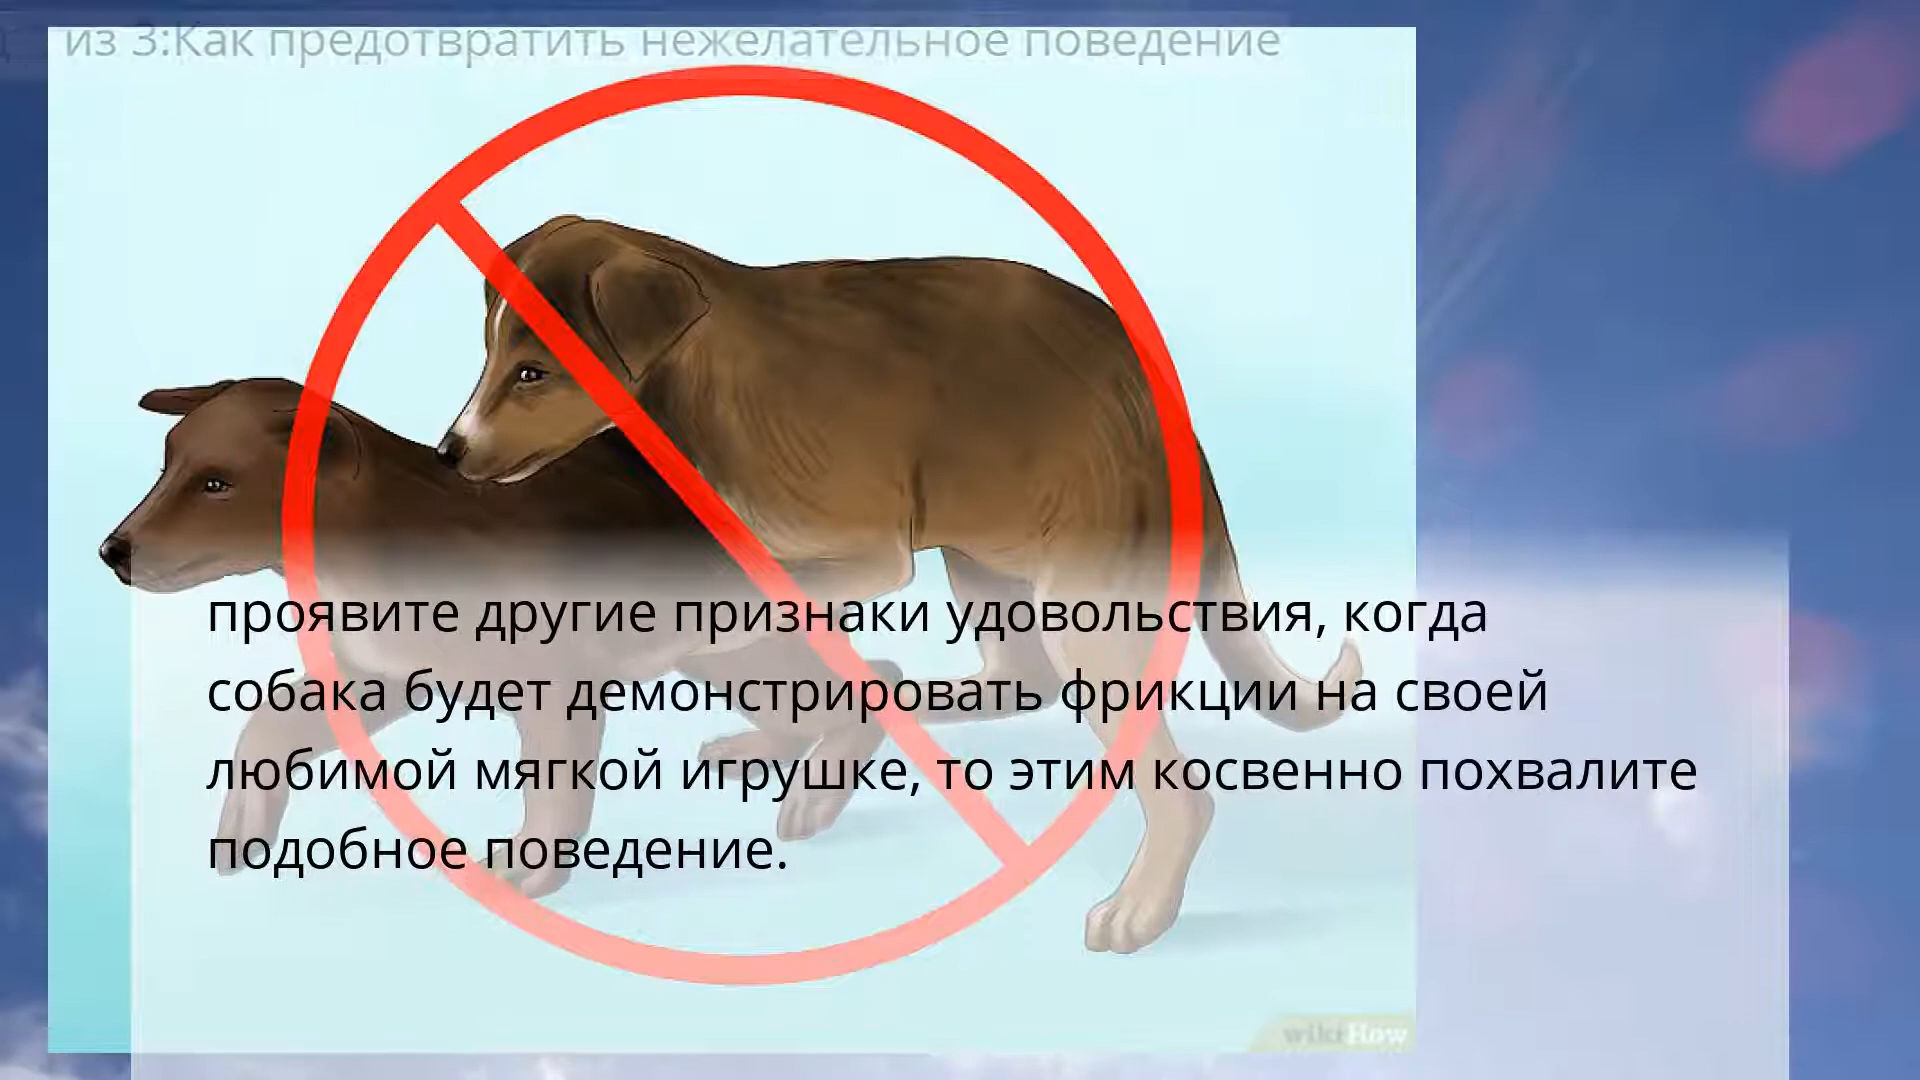 из 3:Как предотвратить нежелательное поведение
проявите другие признаки удовольствия, когда
собака будет демонстрировать фрикции на своей
любимой мягкой игрушке, то этим косвенно похвалите
подобное поведение.
wikiHow